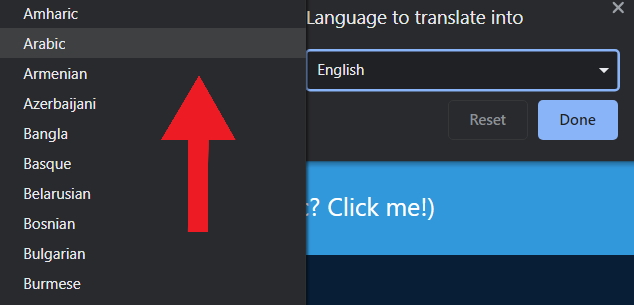 Amharic
Arabic
Armenian
Azerbaijani
Bangla
Basque
Belarusian
Bosnian
Bulgarian
Burmese
Language to translate into
English
Reset
Done
? Click me!)